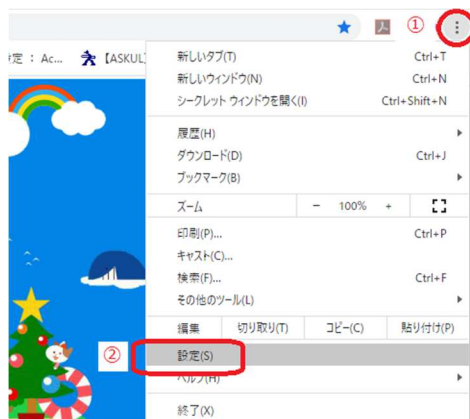 ①
定 : Ac... 【ASKUL】
新しいタブ(T) Ctrl+T
新しいウィンドウ(N) Ctrl+N
シークレット ウィンドウを開く(I) Ctrl+Shift+N
履歴(H)
ダウンロード(D) Ctrl+J
ブックマーク(B)
ズーム - 100% +
印刷(P)... Ctrl+P
キャスト(C)...
検索(F)... Ctrl+F
その他のツール(L)
編集 切り取り(T) コピー(C) 貼り付け(P)
② 設定(S)
ヘルプ(H)
終了(X)